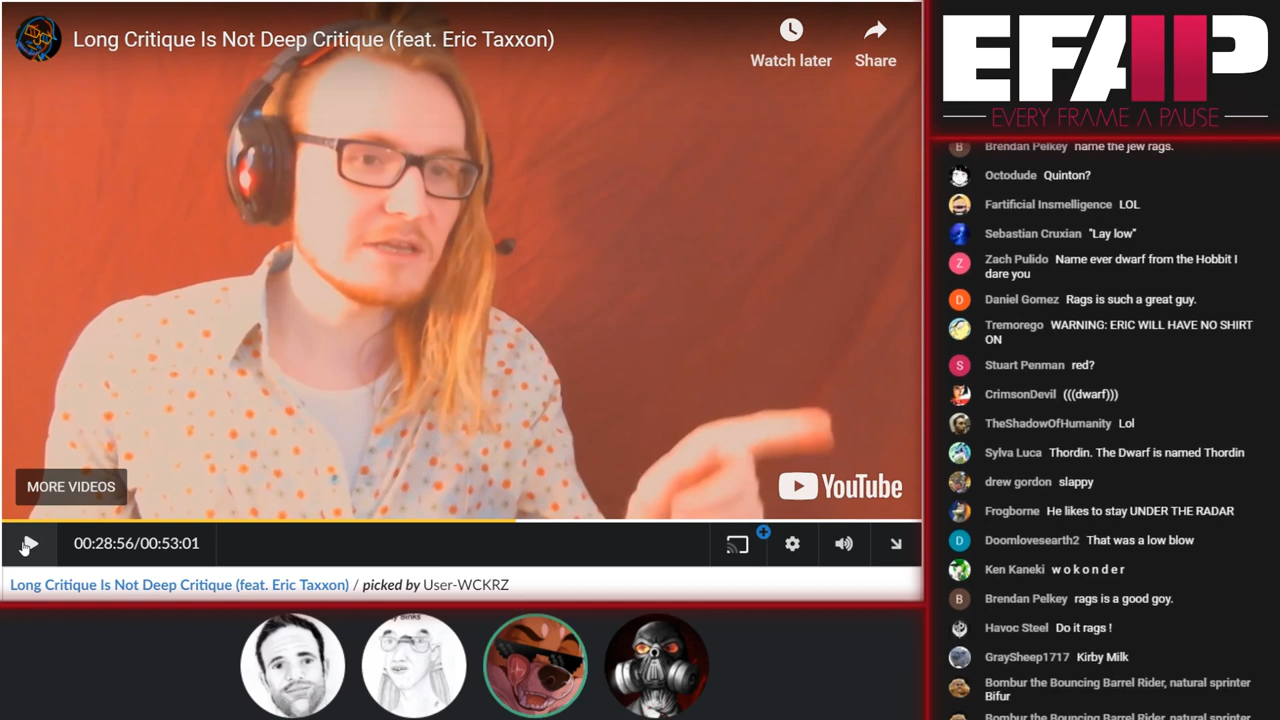 Long Critique Is Not Deep Critique (feat. Eric Taxxon)
Watch later
Share
MORE VIDEOS
YouTube
00:28:56/00:53:01
Long Critique Is Not Deep Critique (feat. Eric Taxxon) / picked by User-WCKRZ
EFAP
EVERY FRAME A PAUSE
B Brendan Pelkey name the jew rags.
Octodude Quinton?
Fartificial Insmelligence LOL
Sebastian Cruxian "Lay low"
Z Zach Pulido Name ever dwarf from the Hobbit I
dare you
D Daniel Gomez Rags is such a great guy.
Tremorego WARNING: ERIC WILL HAVE NO SHIRT
ON
S Stuart Penman red?
CrimsonDevil (((dwarf)))
TheShadowOfHumanity Lol
Sylva Luca Thordin. The Dwarf is named Thordin
drew gordon slappy
Frogborne He likes to stay UNDER THE RADAR
D Doomlovesearth2 That was a low blow
Ken Kaneki w o k o n d e r
B Brendan Pelkey rags is a good goy.
Havoc Steel Do it rags !
GraySheep1717 Kirby Milk
Bombur the Bouncing Barrel Rider, natural sprinter
Bifur
Bombur the Bouncing Barrel Rider, natural sprinter